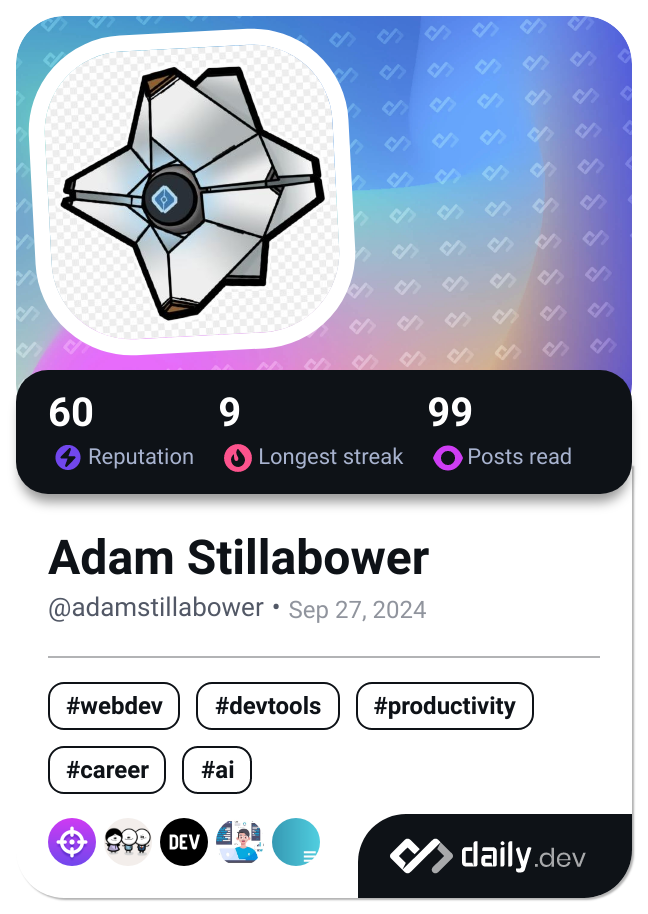 60 9 99
Reputation Longest streak Posts read
Adam Stillabower
@adamstillabower • Sep 27, 2024
#webdev #devtools #productivity
#career #ai
DEV
daily.dev